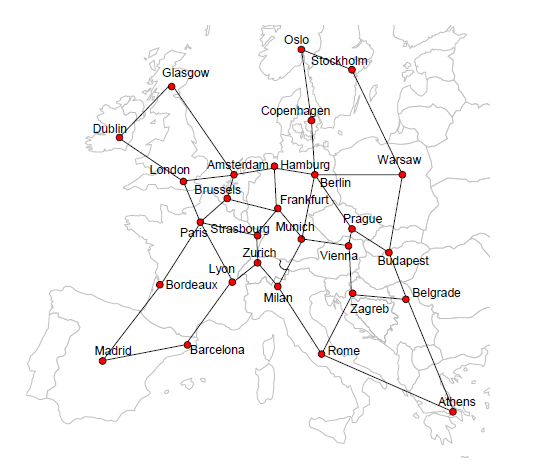 Oslo
Stockholm
Glasgow
Copenhagen
Dublin
London
Amsterdam
Hamburg
Warsaw
Berlin
Brussels
Frankfurt
Paris
Strasbourg
Munich
Prague
Zurich
Vienna
Budapest
Lyon
Bordeaux
Milan
Belgrade
Zagreb
Madrid
Barcelona
Rome
Athens